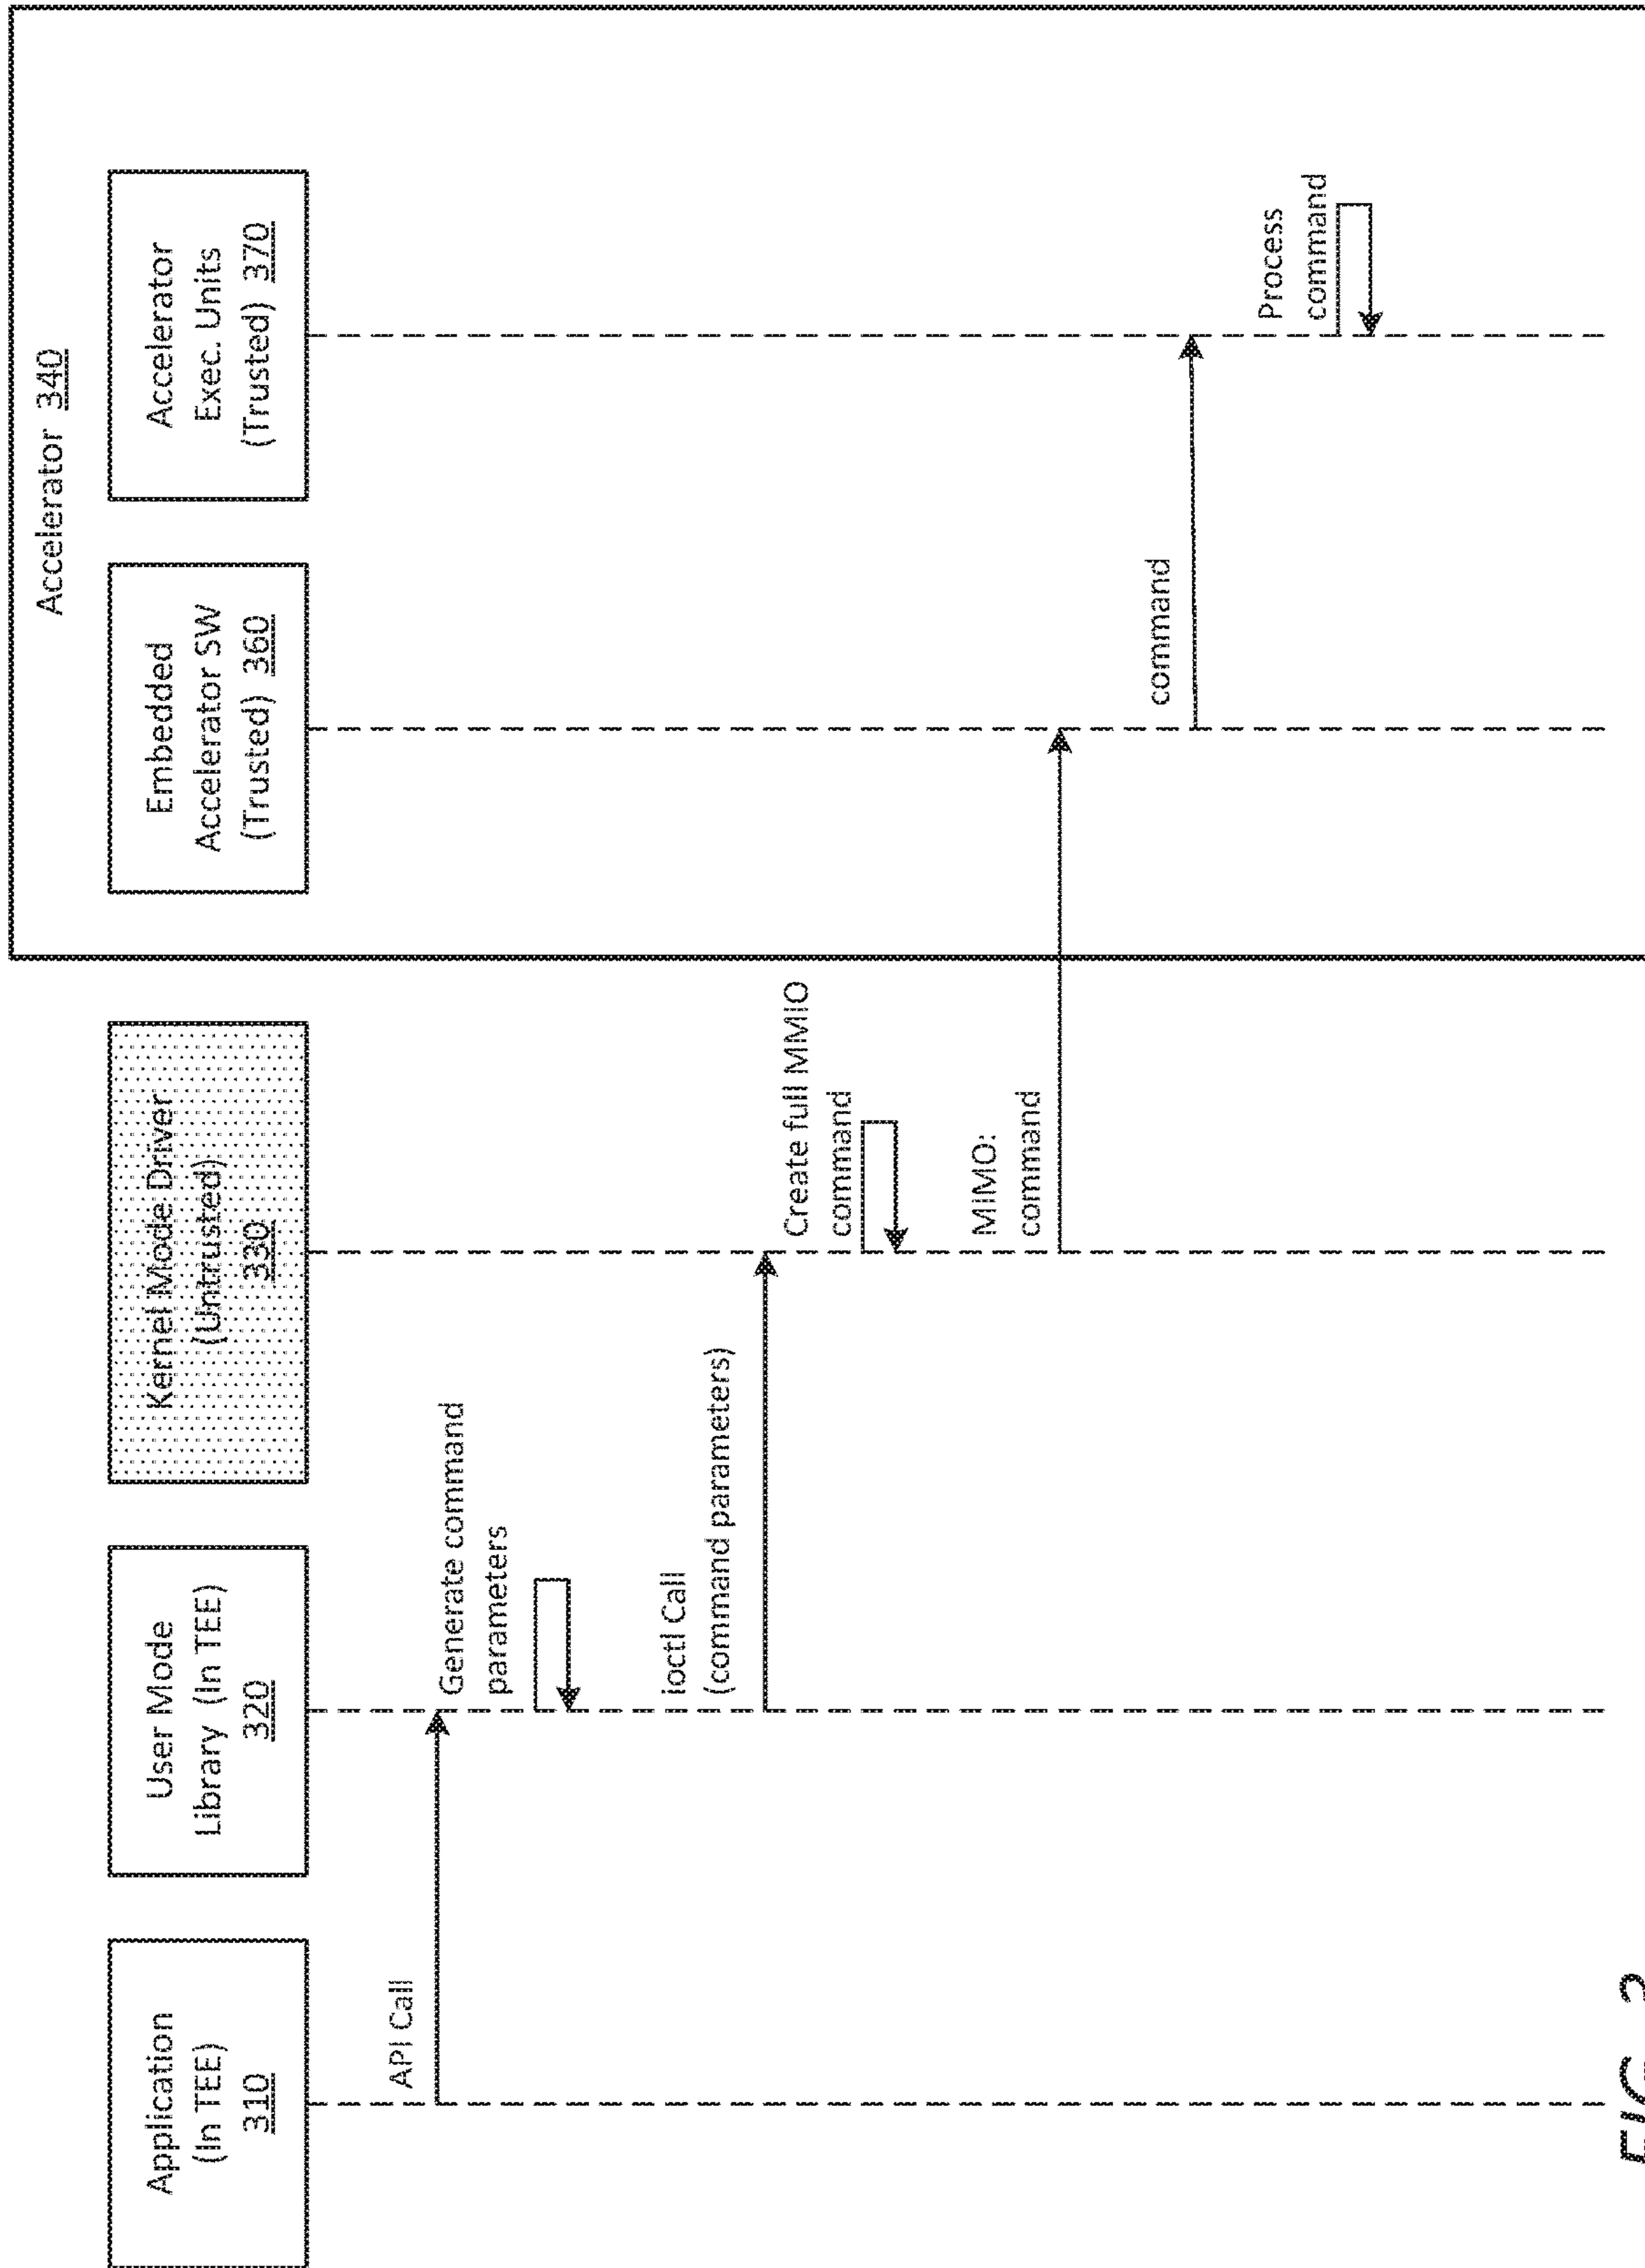 Accelerator 340
Application
(In TEE)
310
User Mode
Library (In TEE)
320
Kernel Mode Driver
(Untrusted)
330
Embedded
Accelerator SW
(Trusted) 360
Accelerator
Exec. Units
(Trusted) 370
API Call
Generate command
parameters
ioctl Call
(command parameters)
Create full MMIO
command
MIMO:
command
command
Process
command
FIG.